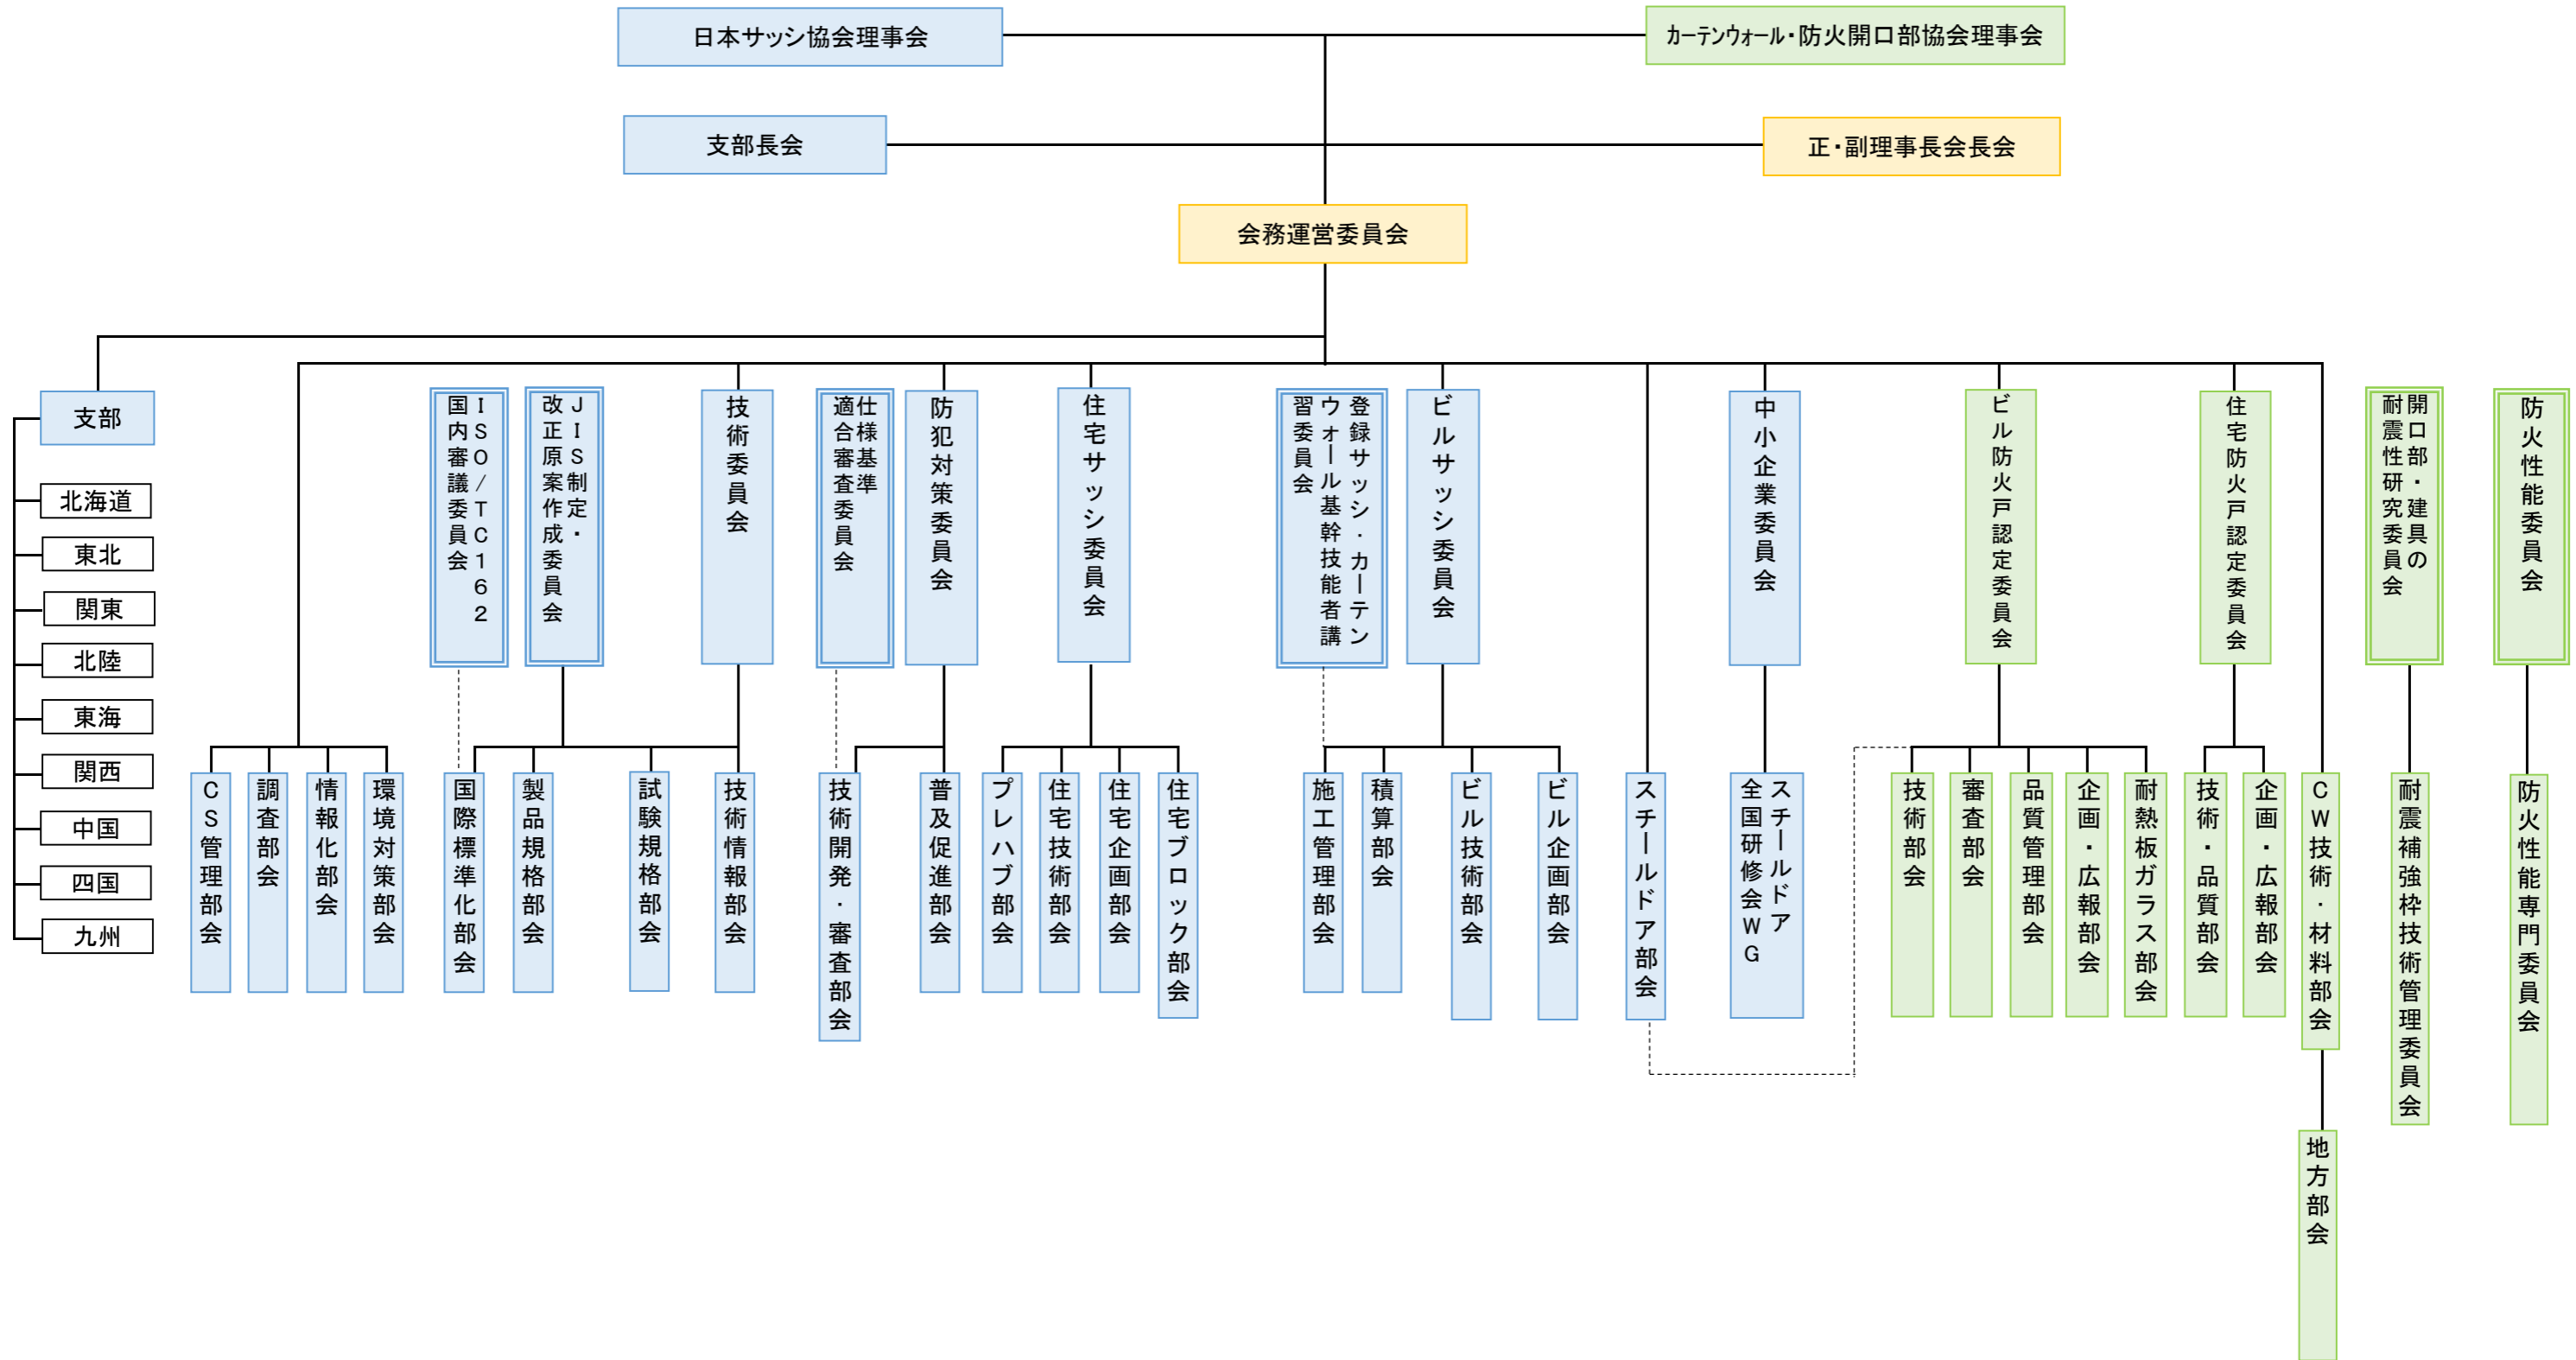 日本サッシ協会理事会
カーテンウォール・防火開口部協会理事会
支部長会
正・副理事長会長会
会務運営委員会
支部
北海道
東北
関東
北陸
東海
関西
中国
四国
九州
ISO/TC162
国内審議委員会
JIS制定・
改正原案作成委員会
技術委員会
仕様基準
適合審査委員会
防犯対策委員会
住宅サッシ委員会
登録サッシ・カーテン
ウォール基幹技能者講
習委員会
ビルサッシ委員会
中小企業委員会
ビル防火戸認定委員会
住宅防火戸認定委員会
開口部・建具の
耐震性研究委員会
防火性能委員会
CS管理部会
調査部会
情報化部会
環境対策部会
国際標準化部会
製品規格部会
試験規格部会
技術情報部会
技術開発・審査部会
普及促進部会
プレハブ部会
住宅技術部会
住宅企画部会
住宅ブロック部会
施工管理部会
積算部会
ビル技術部会
ビル企画部会
スチールドア部会
スチールドア
全国研修会WG
技術部会
審査部会
品質管理部会
企画・広報部会
耐熱板ガラス部会
技術・品質部会
企画・広報部会
CW技術・材料部会
耐震補強枠技術管理委員会
防火性能専門委員会
地方部会